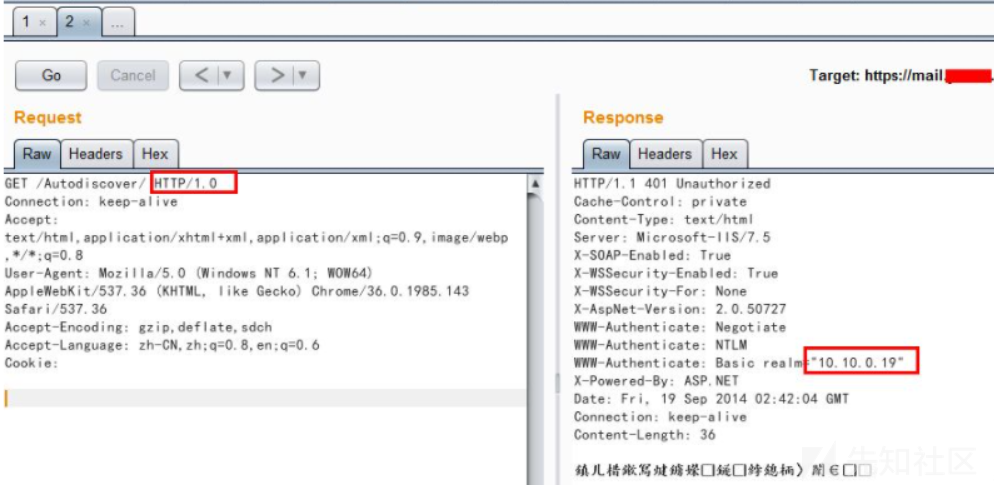 1 × 2 × ...
Go Cancel < > Target: https://mail.
Request
Raw Headers Hex
GET /Autodiscover/ HTTP/1.0
Connection: keep-alive
Accept:
text/html,application/xhtml+xml,application/xml;q=0.9,image/webp
,*/*;q=0.8
User-Agent: Mozilla/5.0 (Windows NT 6.1; WOW64)
AppleWebKit/537.36 (KHTML, like Gecko) Chrome/36.0.1985.143
Safari/537.36
Accept-Encoding: gzip,deflate,sdch
Accept-Language: zh-CN,zh;q=0.8,en;q=0.6
Cookie:
Response
Raw Headers Hex
HTTP/1.1 401 Unauthorized
Cache-Control: private
Content-Type: text/html
Server: Microsoft-IIS/7.5
X-SOAP-Enabled: True
X-WSSecurity-Enabled: True
X-WSSecurity-For: None
X-AspNet-Version: 2.0.50727
WWW-Authenticate: Negotiate
WWW-Authenticate: NTLM
WWW-Authenticate: Basic realm="10.10.0.19"
X-Powered-By: ASP.NET
Date: Fri, 19 Sep 2014 02:42:04 GMT
Connection: keep-alive
Content-Length: 36
先知社区